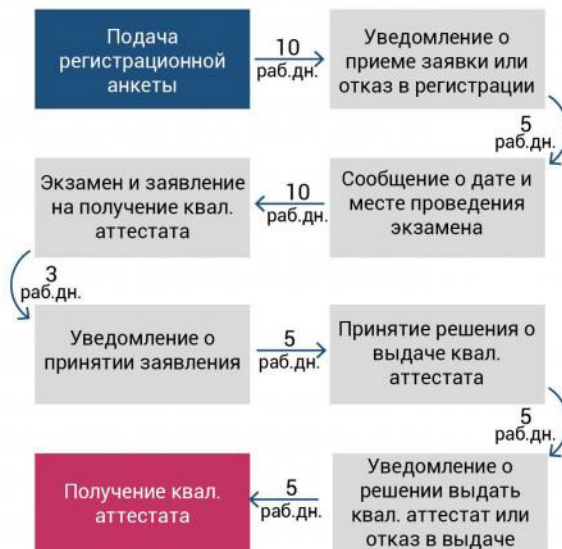 Подача
регистрационной
анкеты
10
раб.дн.
Уведомление о
приеме заявки или
отказ в регистрации
5
раб.дн.
Сообщение о дате и
месте проведения
экзамена
10
раб.дн.
Экзамен и заявление
на получение квал.
аттестата
3
раб.дн.
Уведомление о
принятии заявления
5
раб.дн.
Принятие решения о
выдаче квал.
аттестата
5
раб.дн.
Уведомление о
решении выдать
квал. аттестат или
отказ в выдаче
5
раб.дн.
Получение квал.
аттестата